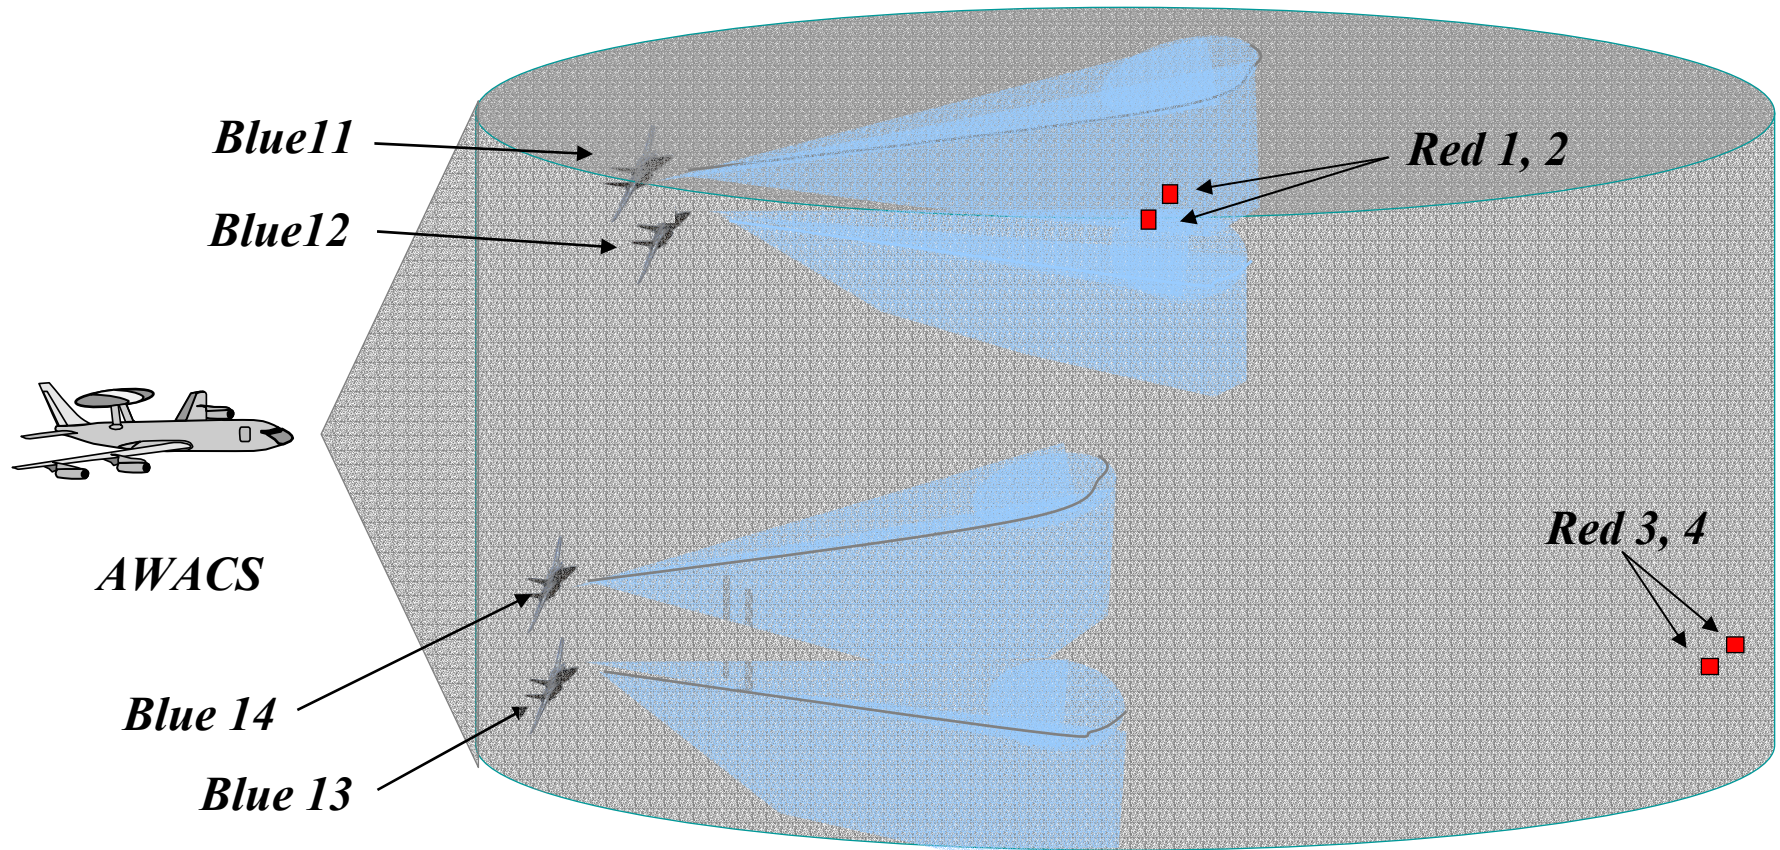 Blue11
Red 1, 2
Blue12
Red 3, 4
AWACS
Blue 14
Blue 13